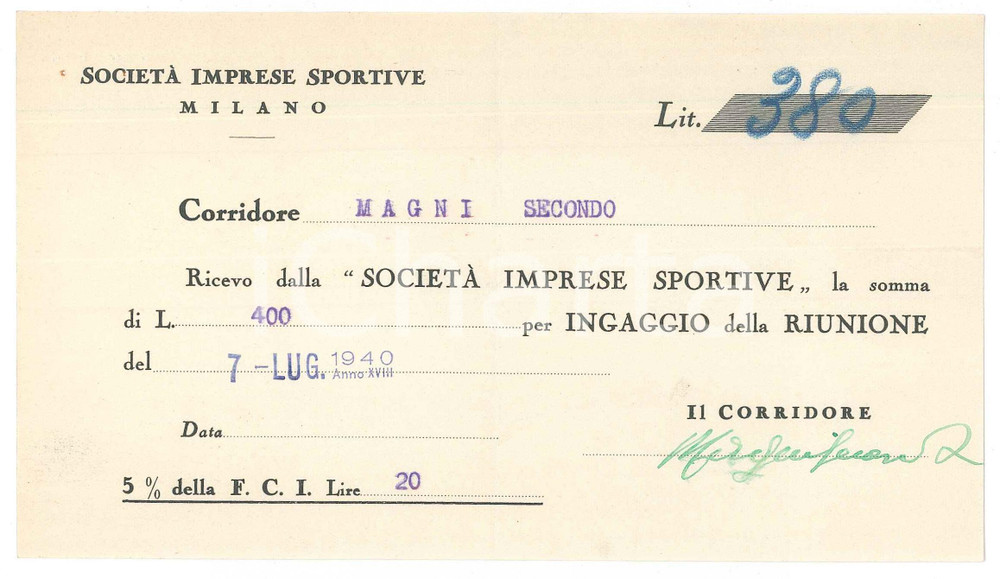 SOCIETÀ IMPRESE SPORTIVE
MILANO
Lit. 380
Corridore MAGNI SECONDO
Ricevo dalla “SOCIETÀ IMPRESE SPORTIVE„ la somma
di L. 400 per INGAGGIO della RIUNIONE
del 7 - LUG. 1940 Anno XVIII
Il CORRIDORE
Data
5 % della F. C. I. Lire 20